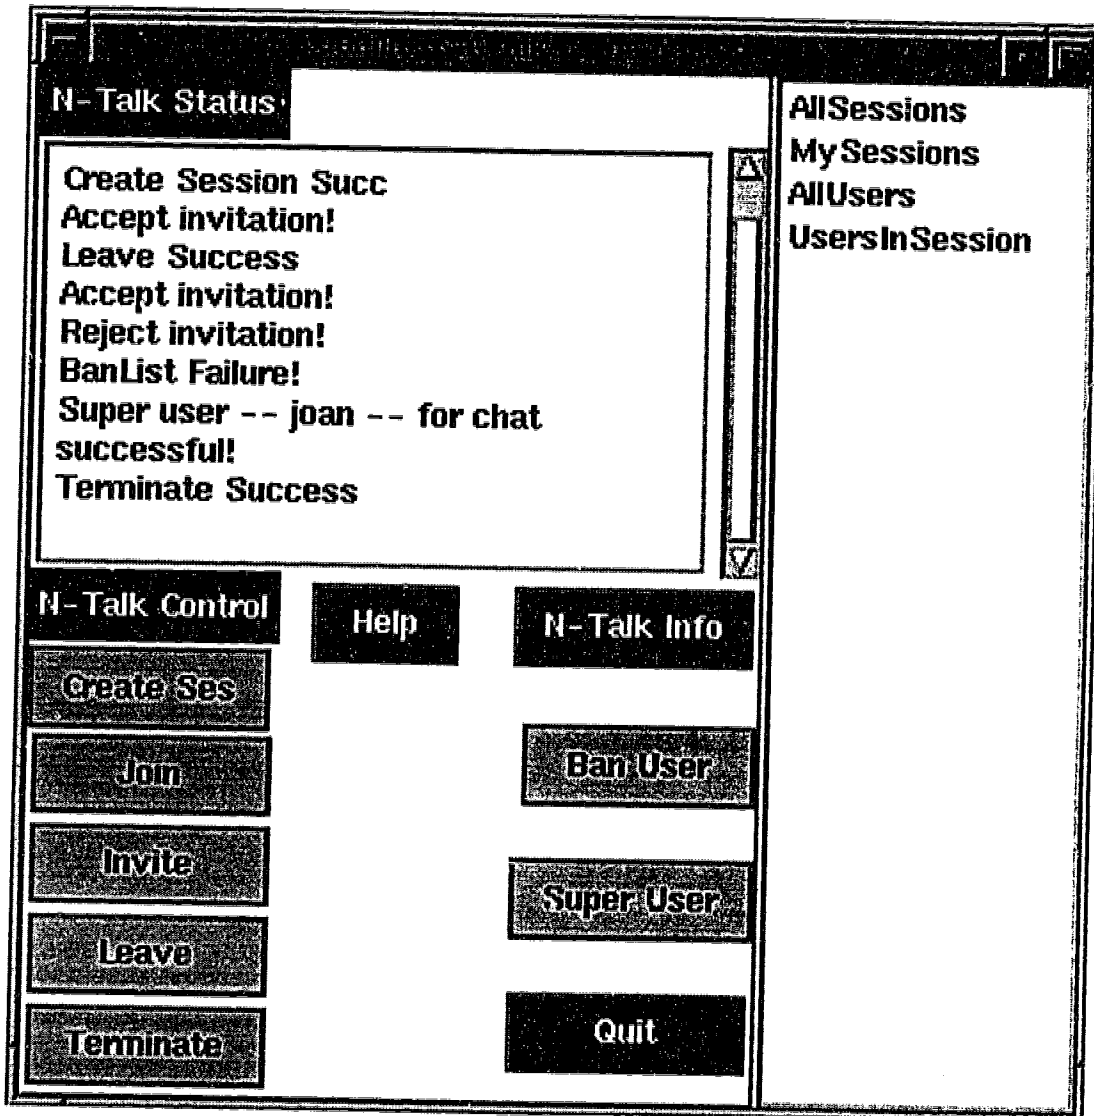 N-Talk Status
Create Session Succ
Accept invitation!
Leave Success
Accept invitation!
Reject invitation!
BanList Failure!
Super user -- joan -- for chat
successful!
Terminate Success
AllSessions
MySessions
AllUsers
UsersInSession
N-Talk Control
Help
N-Talk Info
Create Ses
Join
Invite
Leave
Terminate
Ban User
Super User
Quit